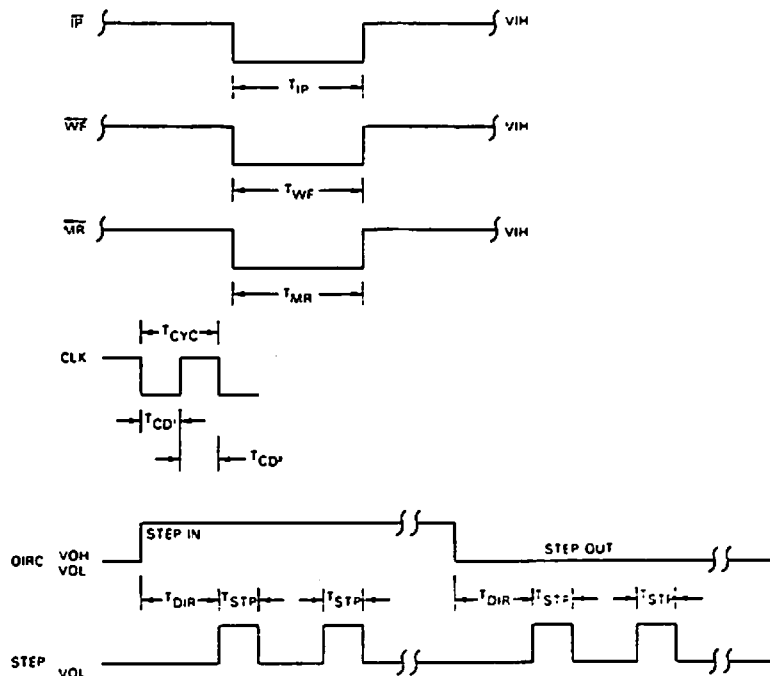 IP VIH
TIP
WF VIH
TWF
MR VIH
TMR
TCYC
CLK
TCD1
TCD2
STEP IN
DIRC VOH STEP OUT
VOL
TDIR TSTP TSTP TDIR TSTP TSTP
STEP VOL